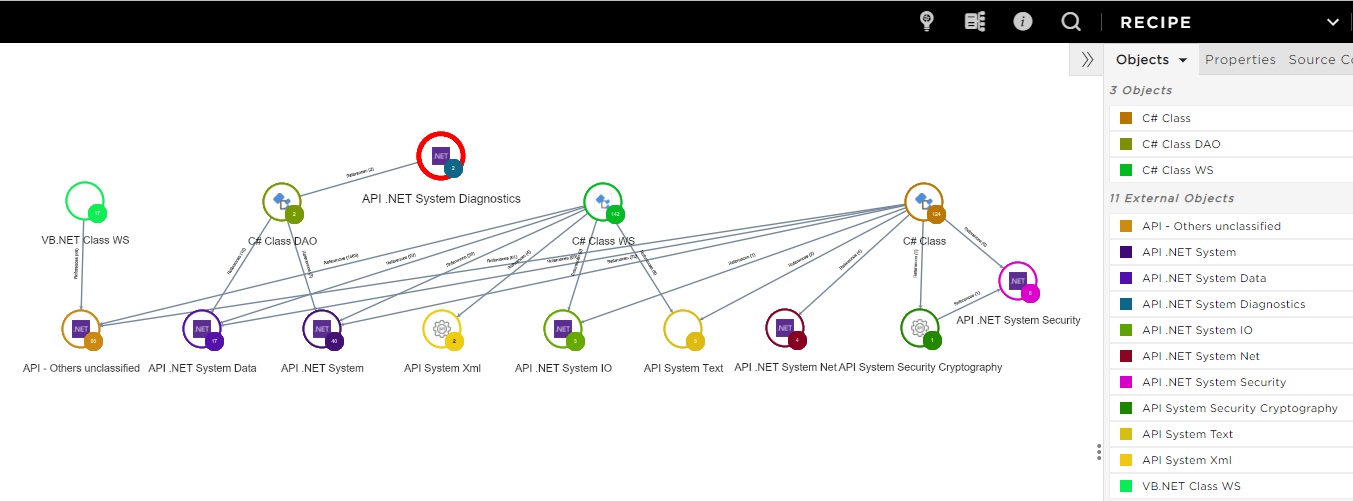 RECIPE
Objects
Properties
Source Co
3 Objects
C# Class
C# Class DAO
C# Class WS
11 External Objects
API - Others unclassified
API .NET System
API .NET System Data
API .NET System Diagnostics
API .NET System IO
API .NET System Net
API .NET System Security
API System Security Cryptography
API System Text
API System Xml
VB.NET Class WS
.NET
2
References (2)
API .NET System Diagnostics
17
VB.NET Class WS
2
C# Class DAO
142
C# Class WS
124
C# Class
.NET
6
API .NET System Security
References (1)
.NET
API - Others unclassified
.NET
17
API .NET System Data
.NET
40
API .NET System
2
API System Xml
.NET
3
API .NET System IO
3
API System Text
.NET
4
API .NET System Net
1
API System Security Cryptography